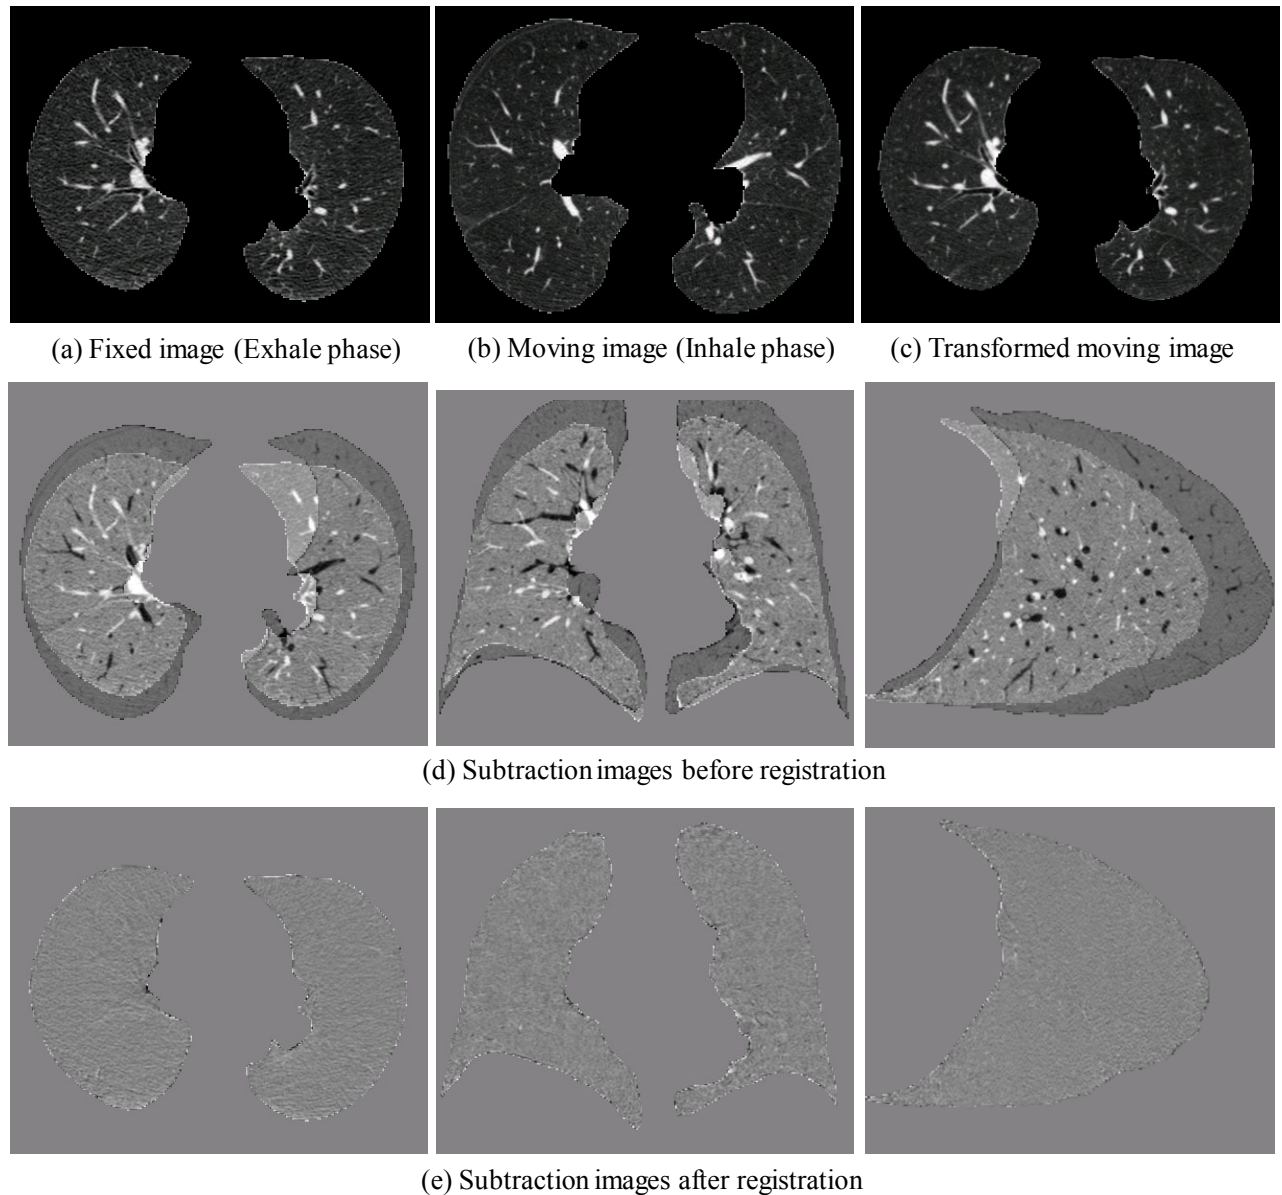 (a) Fixed image (Exhale phase)
(b) Moving image (Inhale phase)
(c) Transformed moving image
(d) Subtraction images before registration
(e) Subtraction images after registration